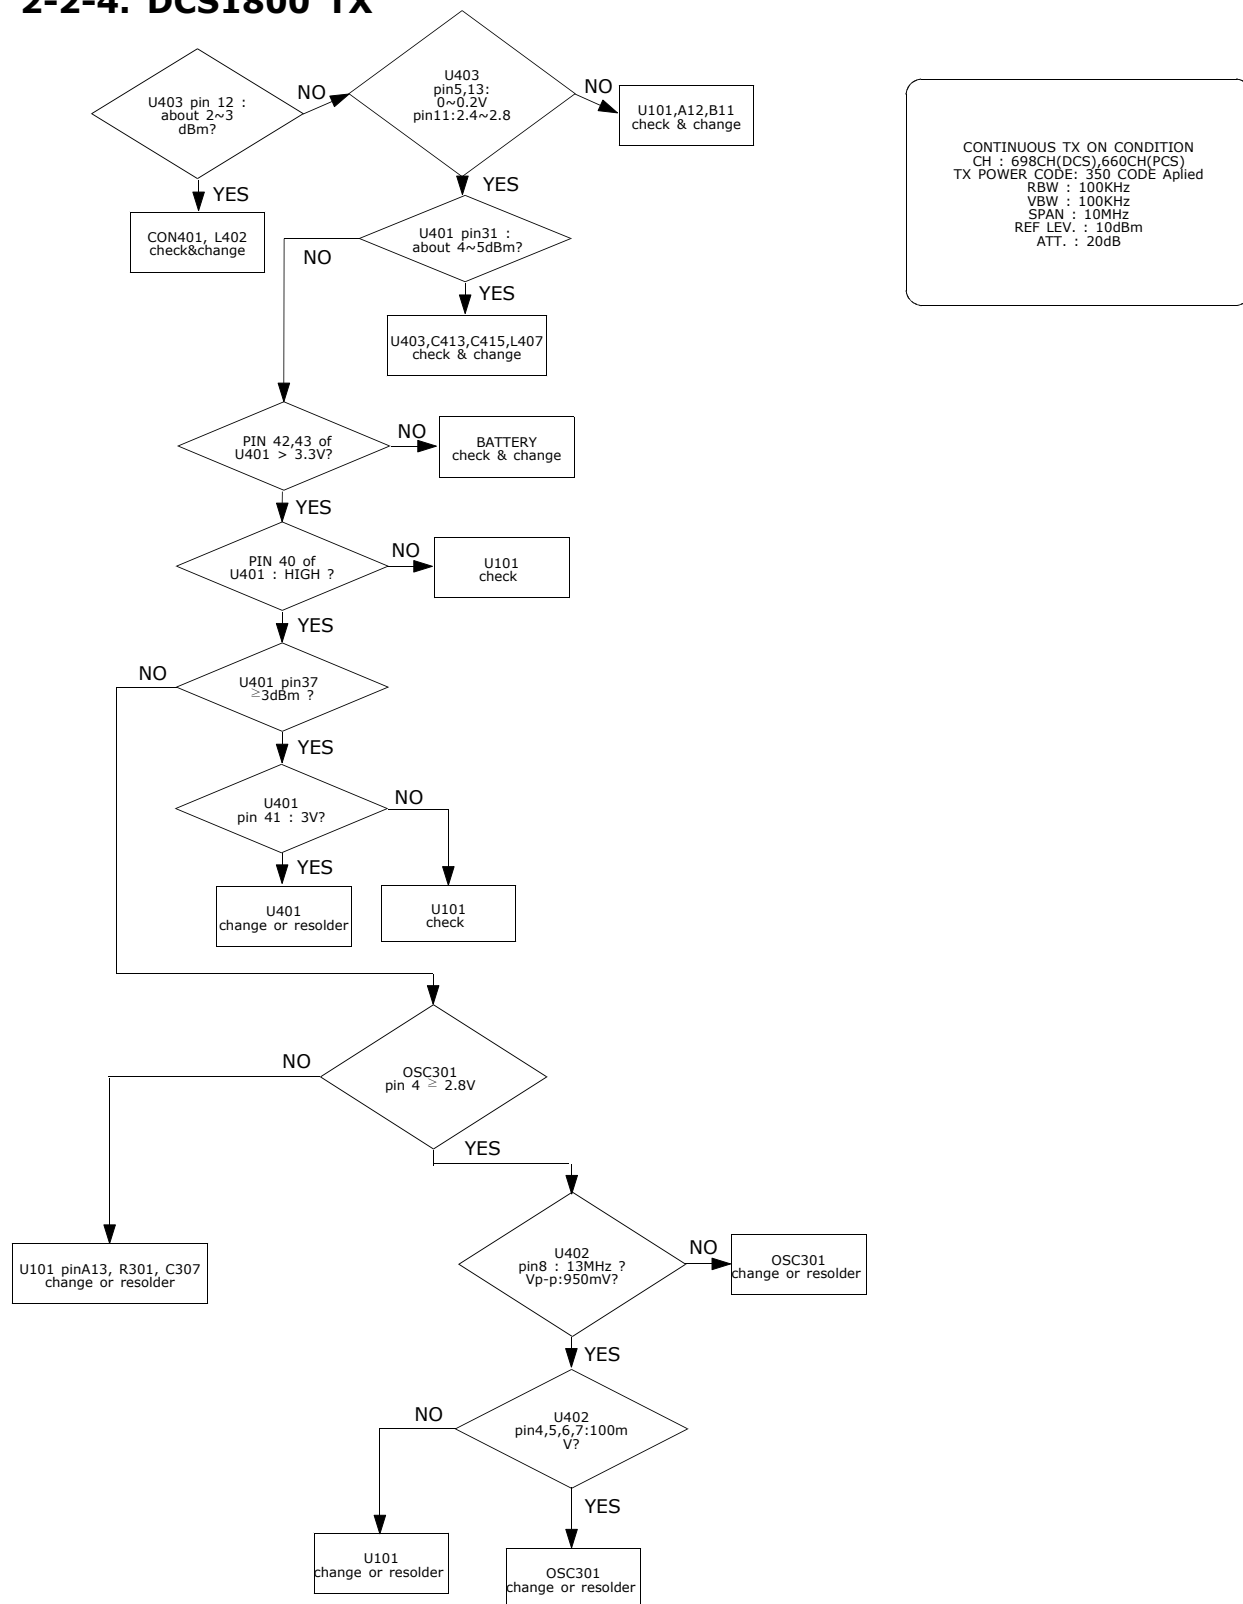 2-2-4. DCS1800 TX
U403 pin 12 :
about 2~3
dBm?
NO
U403
pin5,13:
0~0.2V
pin11:2.4~2.8
NO
U101,A12,B11
check & change
CONTINUOUS TX ON CONDITION
CH : 698CH(DCS),660CH(PCS)
TX POWER CODE: 350 CODE Aplied
RBW : 100KHz
VBW : 100KHz
SPAN : 10MHz
REF LEV. : 10dBm
ATT. : 20dB
YES
YES
CON401, L402
check&change
U401 pin31 :
about 4~5dBm?
NO
YES
U403,C413,C415,L407
check & change
PIN 42,43 of
U401 > 3.3V?
NO
BATTERY
check & change
YES
PIN 40 of
U401 : HIGH ?
NO
U101
check
YES
NO
U401 pin37
≥3dBm ?
YES
U401
pin 41 : 3V?
NO
YES
U401
change or resolder
U101
check
NO
OSC301
pin 4 ≥ 2.8V
YES
U101 pinA13, R301, C307
change or resolder
U402
pin8 : 13MHz ?
Vp-p:950mV?
NO
OSC301
change or resolder
YES
NO
U402
pin4,5,6,7:100m
V?
YES
U101
change or resolder
OSC301
change or resolder